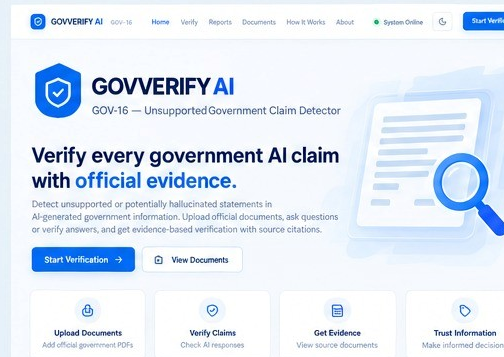 GOVVERIFY AI GOV-16 Home Verify Reports Documents How It Works About System Online Start Verifi
GOVVERIFY AI
GOV-16 — Unsupported Government Claim Detector
Verify every government AI claim
with official evidence.
Detect unsupported or potentially hallucinated statements in
AI-generated government information. Upload official documents, ask questions
or verify answers, and get evidence-based verification with source citations.
Start Verification → View Documents
Upload Documents Verify Claims Get Evidence Trust Information
Add official government PDFs Check AI responses View source documents Make informed decision